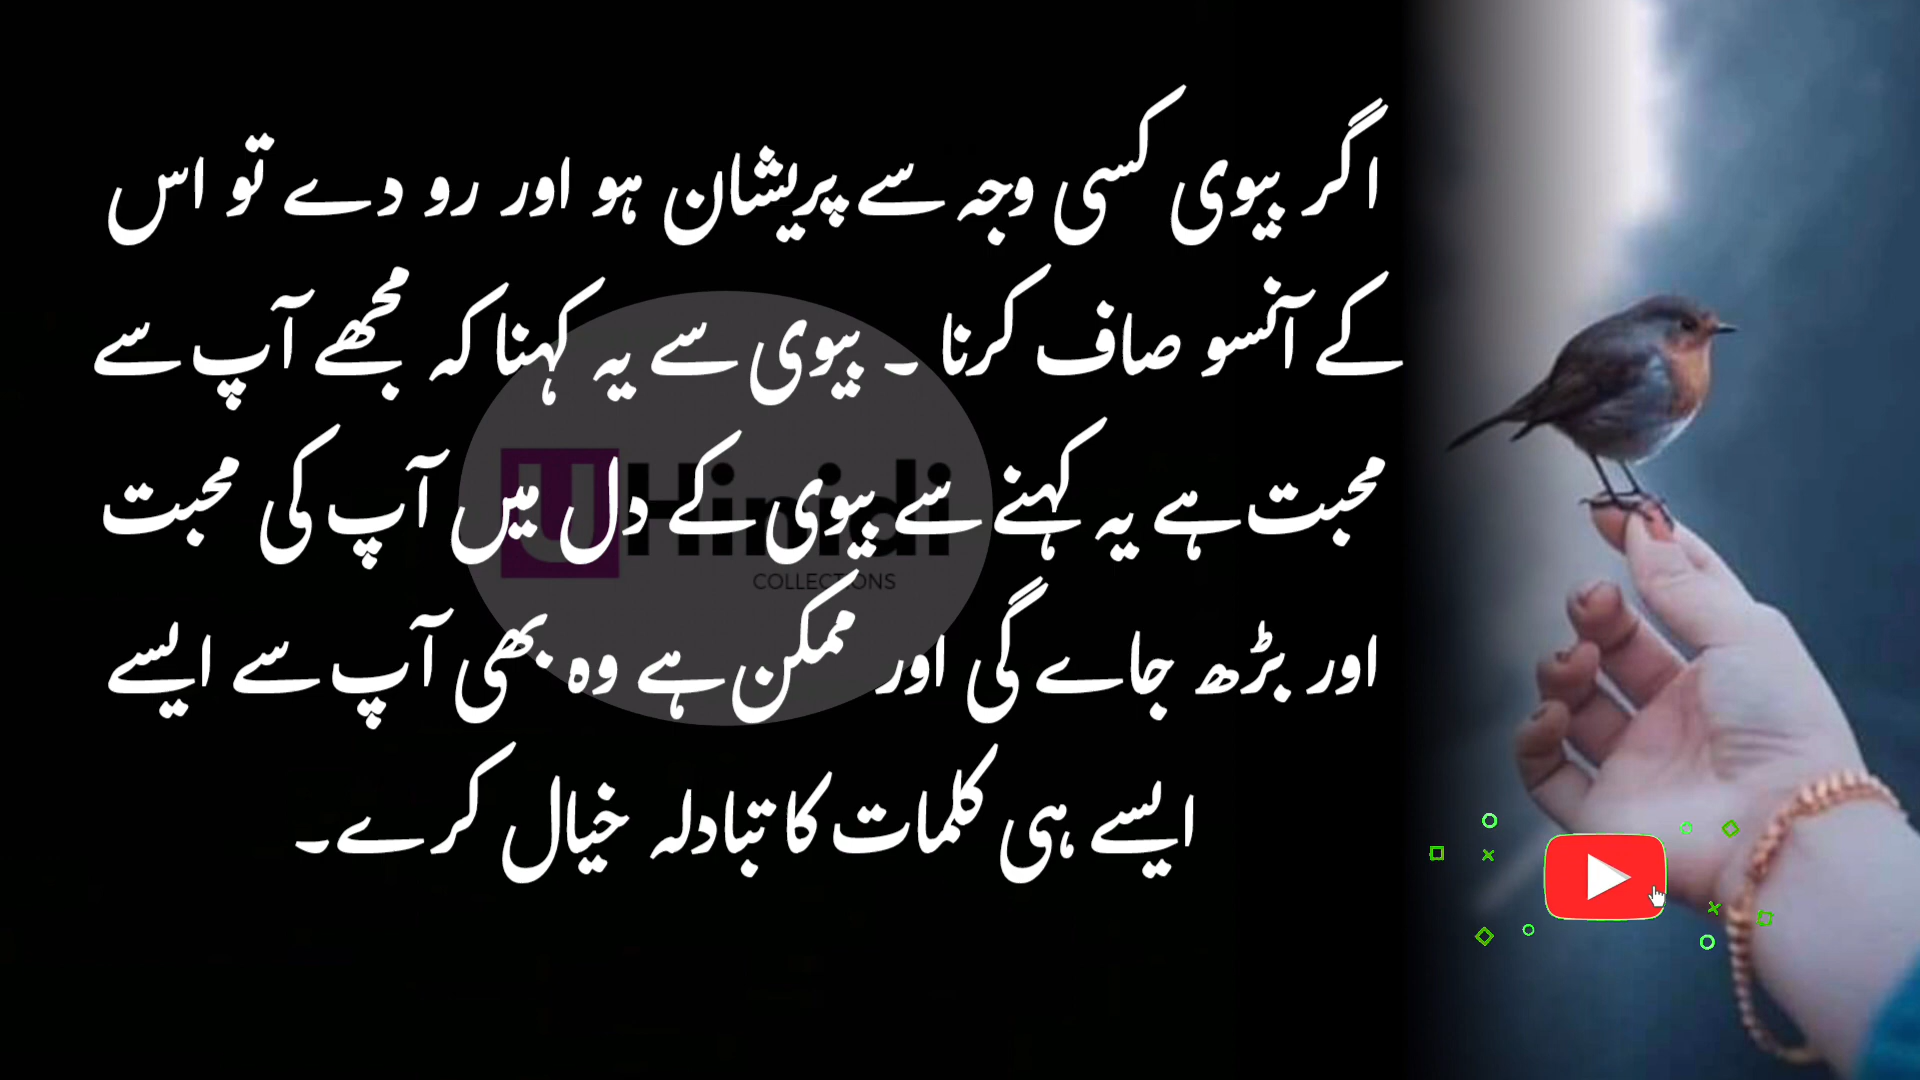 اگر بیوی کسی وجہ سے پریشان ہو اور رو دے تو اس
کے آنسو صاف کرنا ۔ بیوی سے یہ کہنا کہ مجھے آپ سے
محبت ہے یہ کہنے سے بیوی کے دل میں آپ کی محبت
اور بڑھ جاے گی اور ممکن ہے وہ بھی آپ سے ایسے
ایسے ہی کلمات کا تبادلہ خیال کرے۔
UHinidi
COLLECTIONS